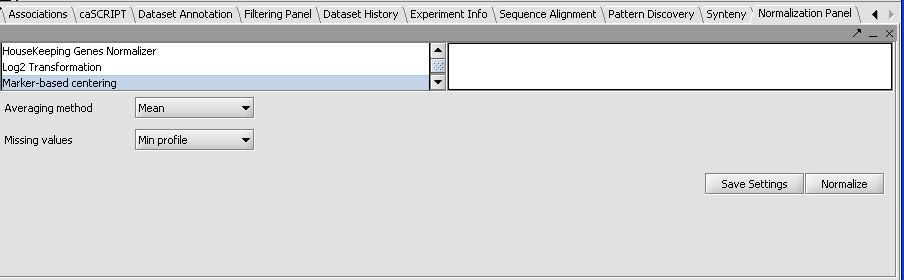 Associations caSCRIPT Dataset Annotation Filtering Panel Dataset History Experiment Info Sequence Alignment Pattern Discovery Synteny Normalization Panel
HouseKeeping Genes Normalizer
Log2 Transformation
Marker-based centering
Averaging method Mean
Missing values Min profile
Save Settings Normalize